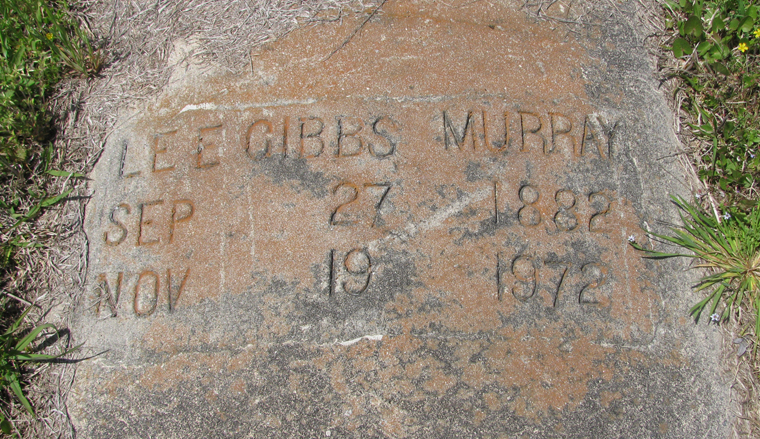 LEE GIBBS MURRAY
SEP 27 1882
NOV 19 1972